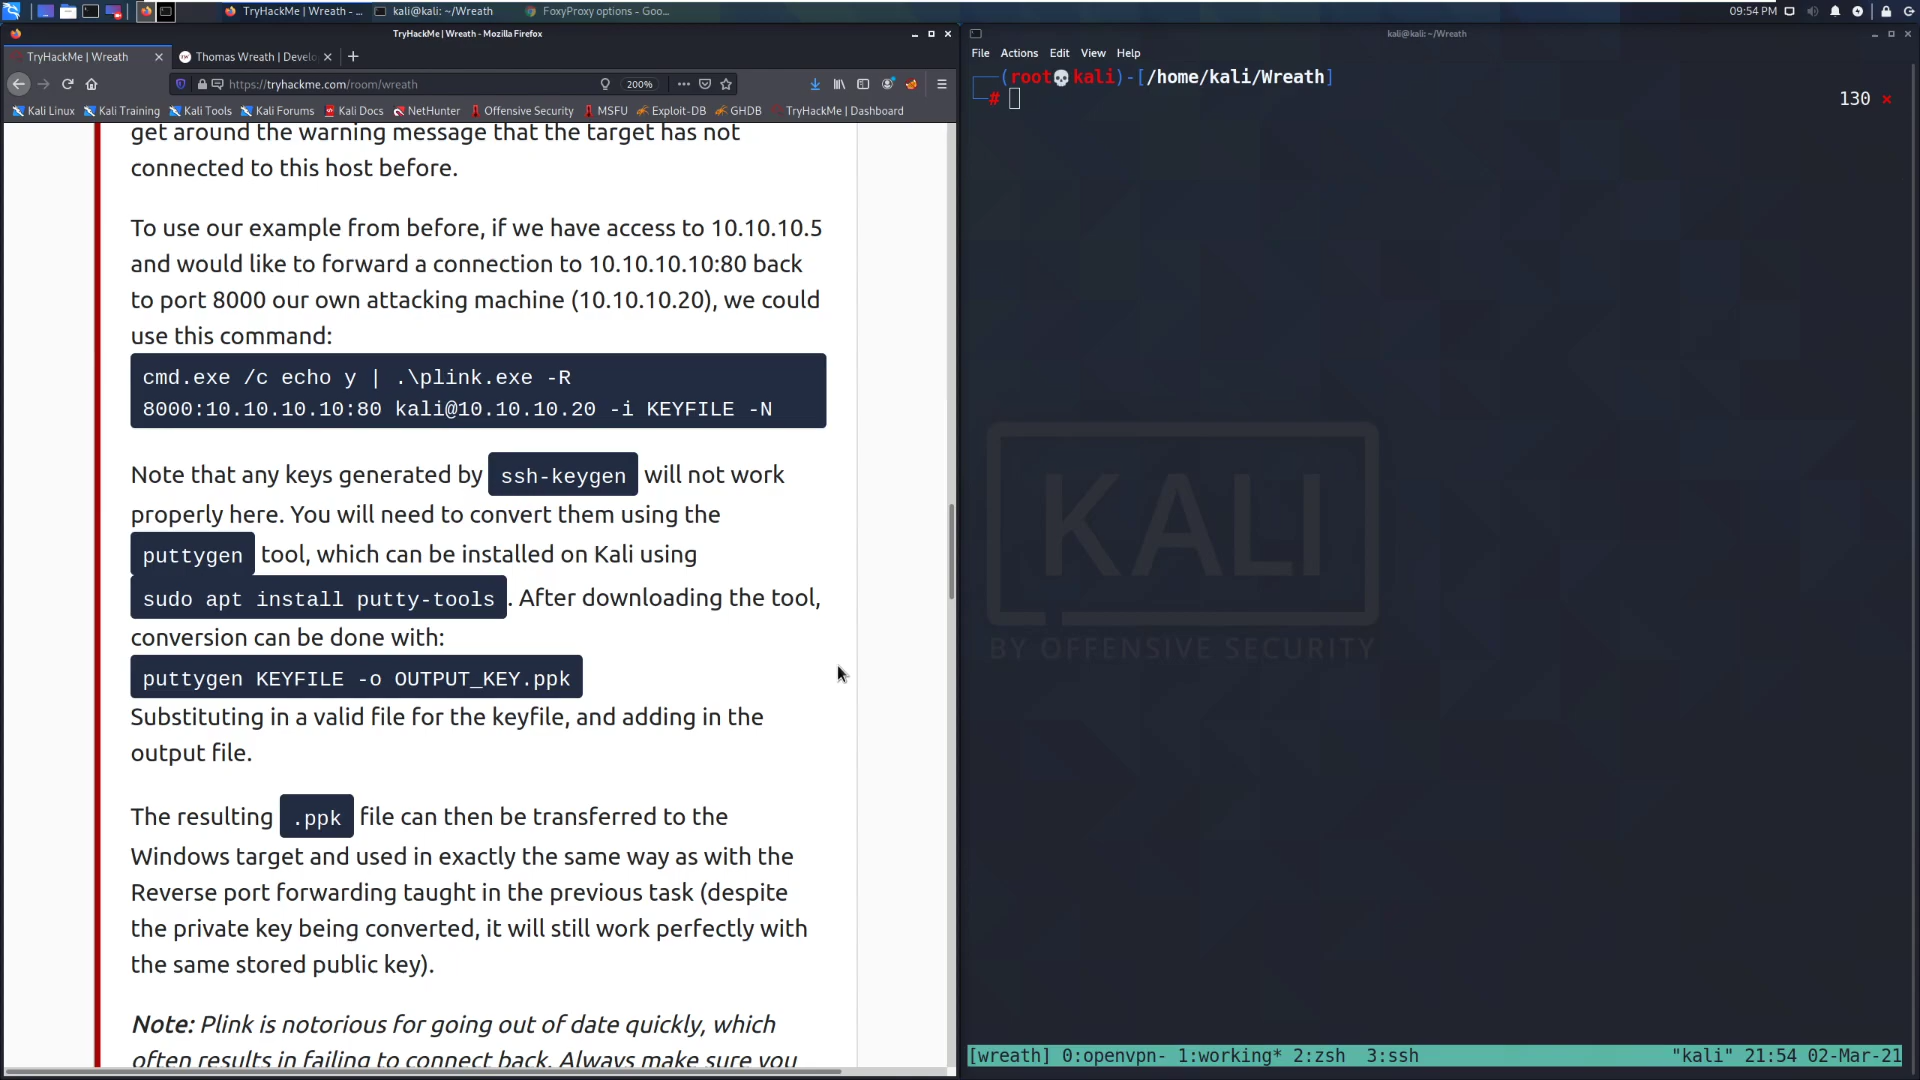 TryHackMe | Wreath - ...
kali@kali: ~/Wreath
FoxyProxy options - Goo...
09:54 PM
TryHackMe | Wreath - Mozilla Firefox
kali@kali: ~/Wreath
TryHackMe | Wreath
Thomas Wreath | Develo
File Actions Edit View Help
https://tryhackme.com/room/wreath
200%
Kali Linux Kali Training Kali Tools Kali Forums Kali Docs NetHunter Offensive Security MSFU Exploit-DB GHDB TryHackMe | Dashboard
┌──(root💀kali)-[/home/kali/Wreath]
└─#
130 ⨯
get around the warning message that the target has not
connected to this host before.
To use our example from before, if we have access to 10.10.10.5
and would like to forward a connection to 10.10.10.10:80 back
to port 8000 our own attacking machine (10.10.10.20), we could
use this command:
cmd.exe /c echo y | .\plink.exe -R
8000:10.10.10.10:80 kali@10.10.10.20 -i KEYFILE -N
Note that any keys generated by ssh-keygen will not work
properly here. You will need to convert them using the
puttygen tool, which can be installed on Kali using
sudo apt install putty-tools . After downloading the tool,
conversion can be done with:
puttygen KEYFILE -o OUTPUT_KEY.ppk
Substituting in a valid file for the keyfile, and adding in the
output file.
The resulting .ppk file can then be transferred to the
Windows target and used in exactly the same way as with the
Reverse port forwarding taught in the previous task (despite
the private key being converted, it will still work perfectly with
the same stored public key).
Note: Plink is notorious for going out of date quickly, which
often results in failing to connect back. Always make sure you
KALI
BY OFFENSIVE SECURITY
[wreath] 0:openvpn- 1:working* 2:zsh 3:ssh
"kali" 21:54 02-Mar-21